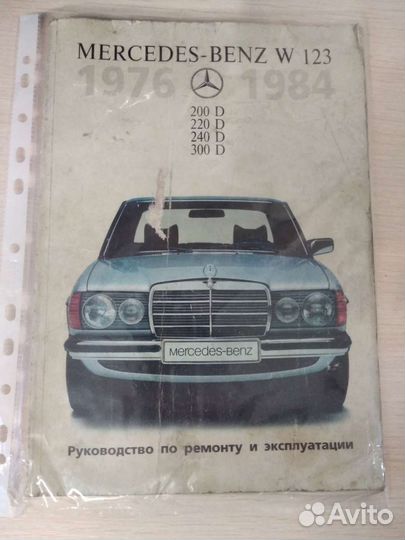 MERCEDES-BENZ W 123
1976 1984
200 D
220 D
240 D
300 D
Mercedes-Benz
Руководство по ремонту и эксплуатации
Avito